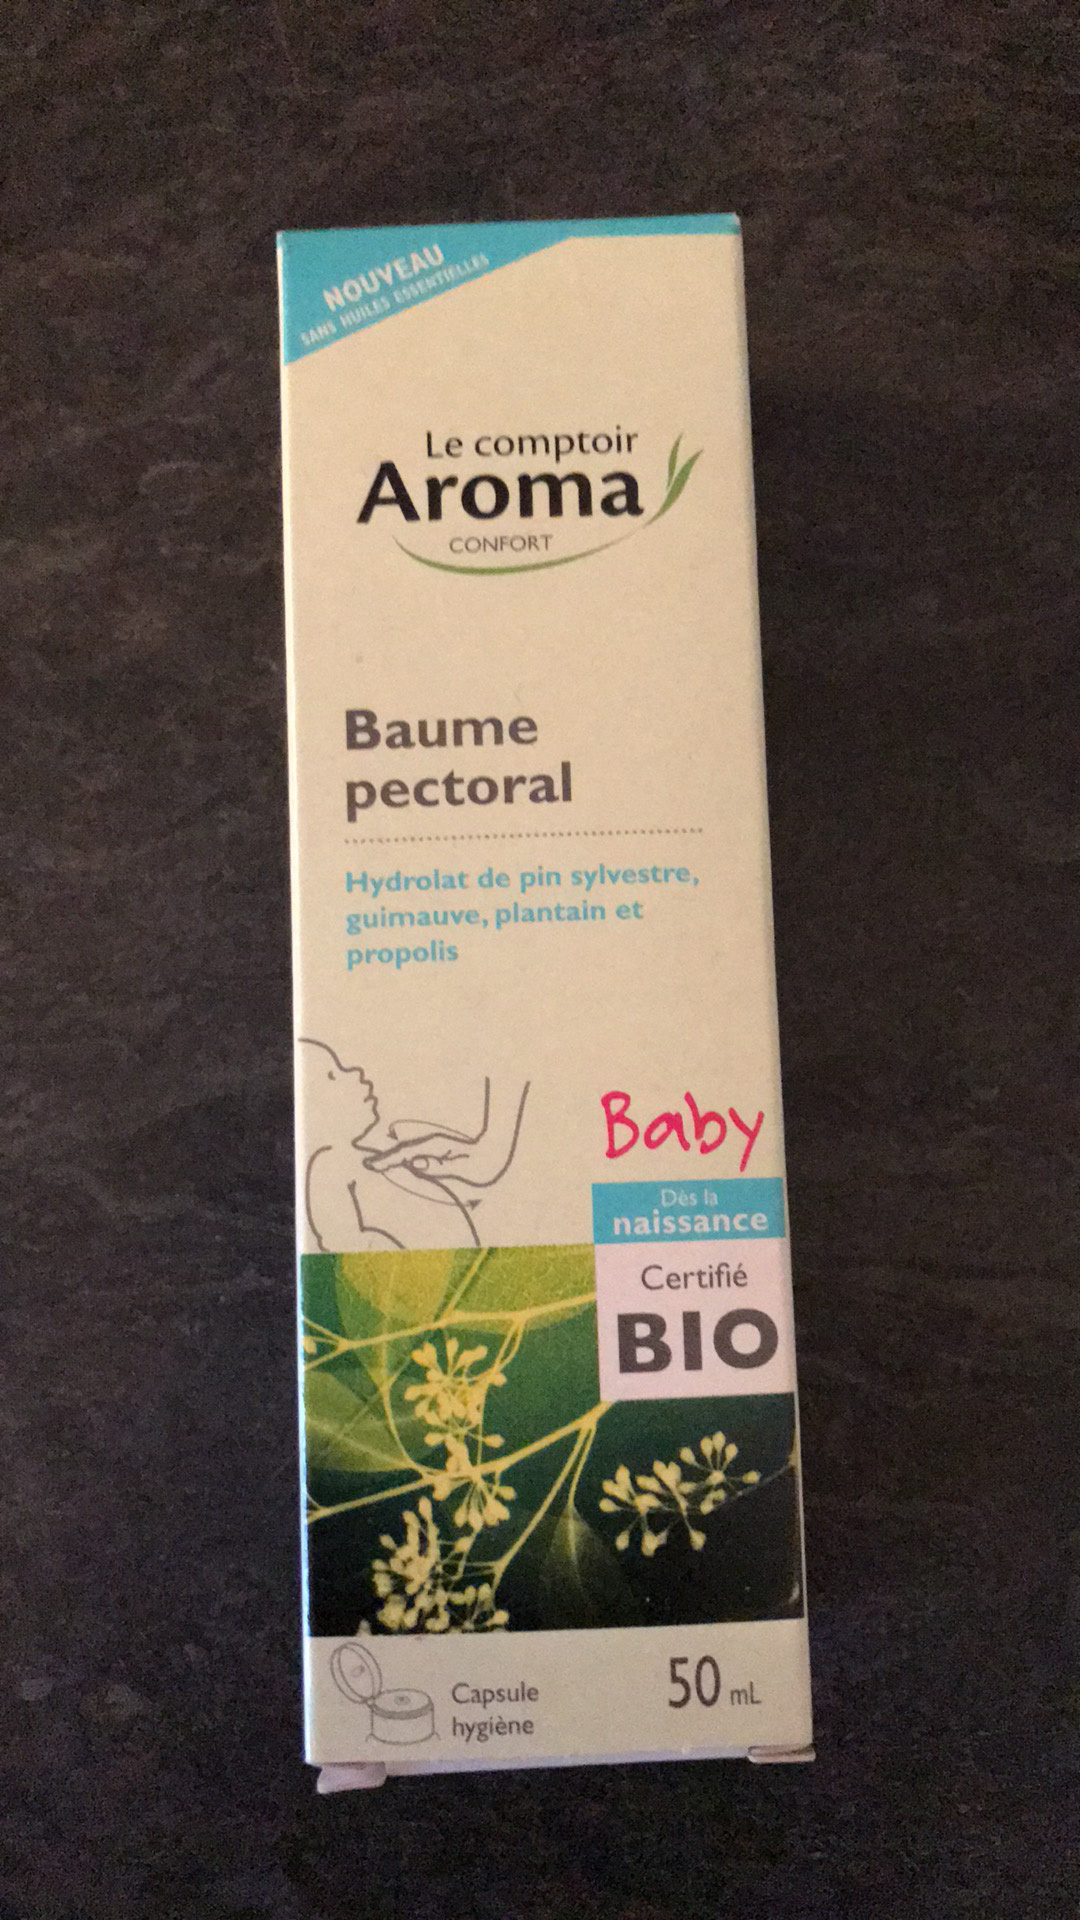 NOUVEAU
SANS HUILES ESSENTIELLES
Le comptoir
Aroma
CONFORT
Baume
pectoral
Hydrolat de pin sylvestre,
guimauve, plantain et
propolis
Baby
Dès la
naissance
Certifié
BIO
Capsule
hygiène
50 mL